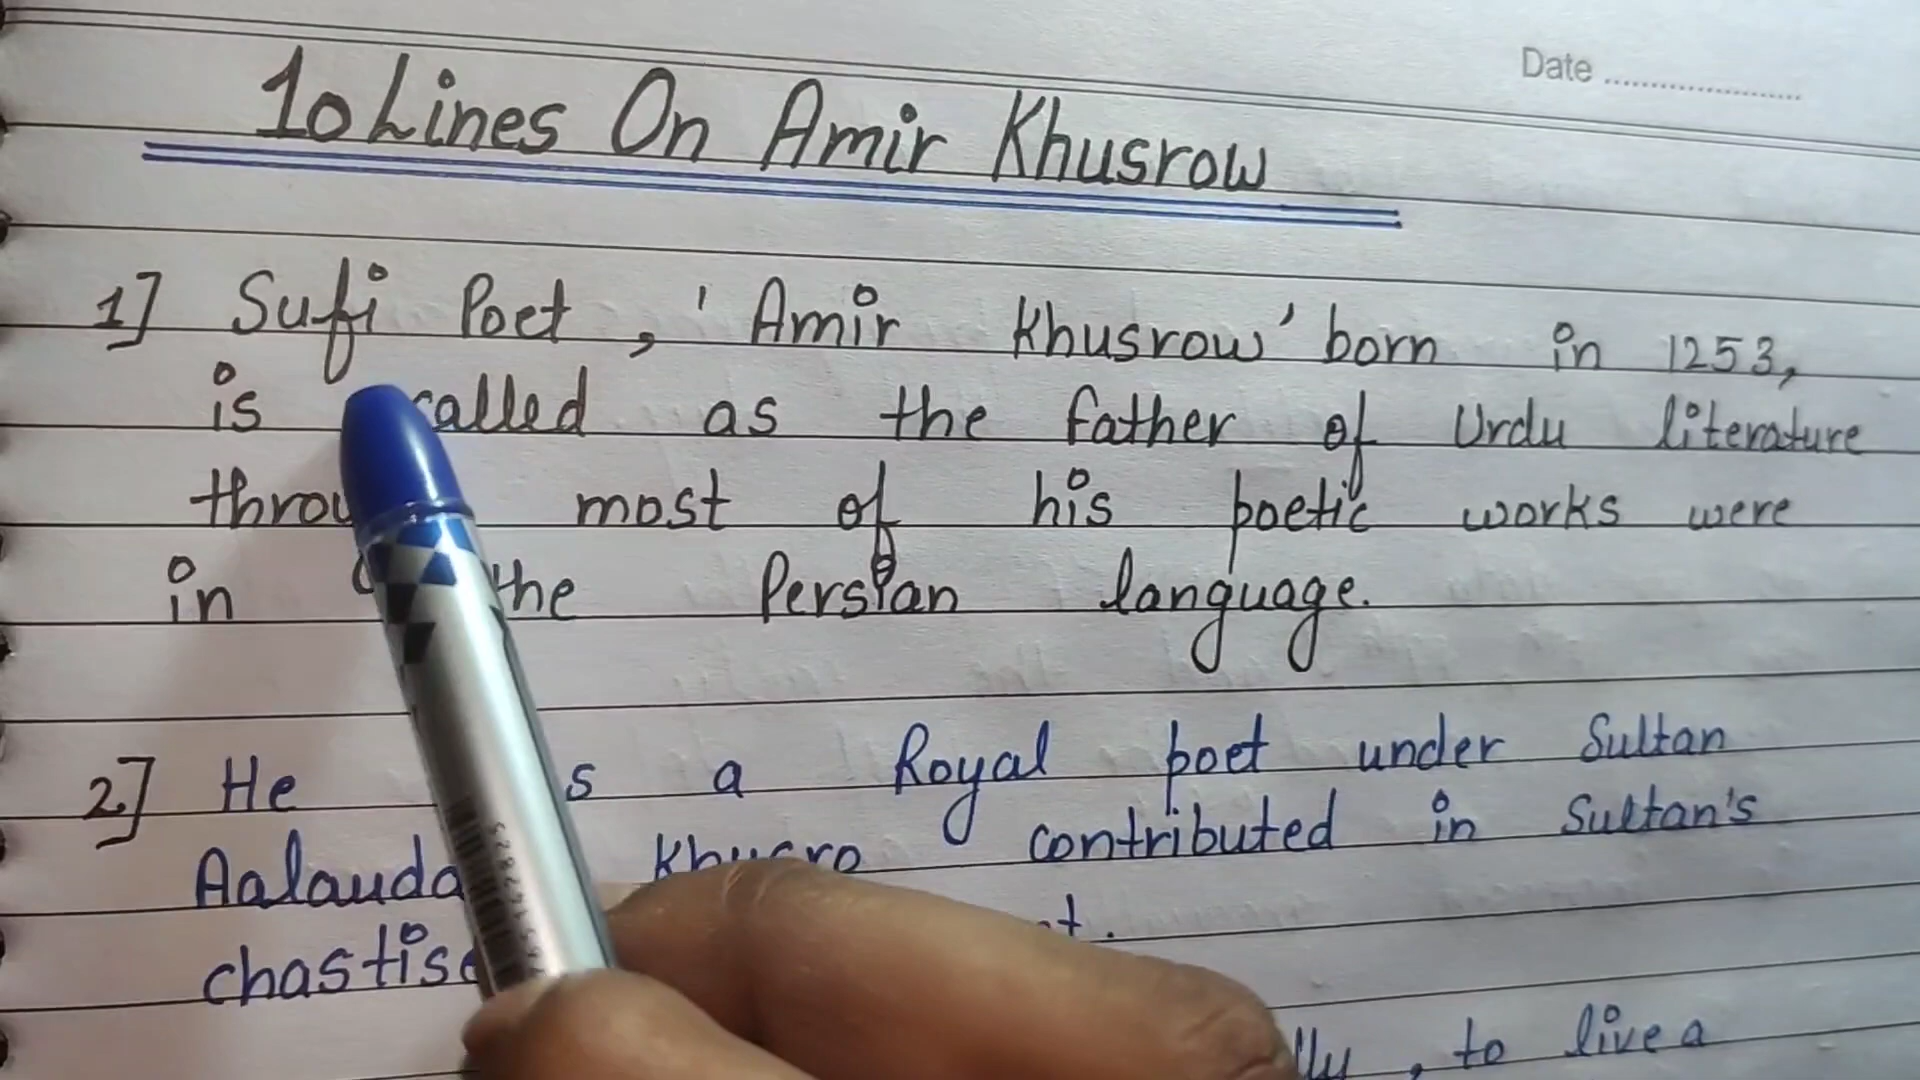 Date
10 Lines On Amir Khusrow
1] Sufi Poet, 'Amir Khusrow' born in 1253,
is called as the father of Urdu literature
most of his poetic works were
in the Persian language.
2] He a Royal poet under Sultan
Khusro contributed in Sultan's
to live a